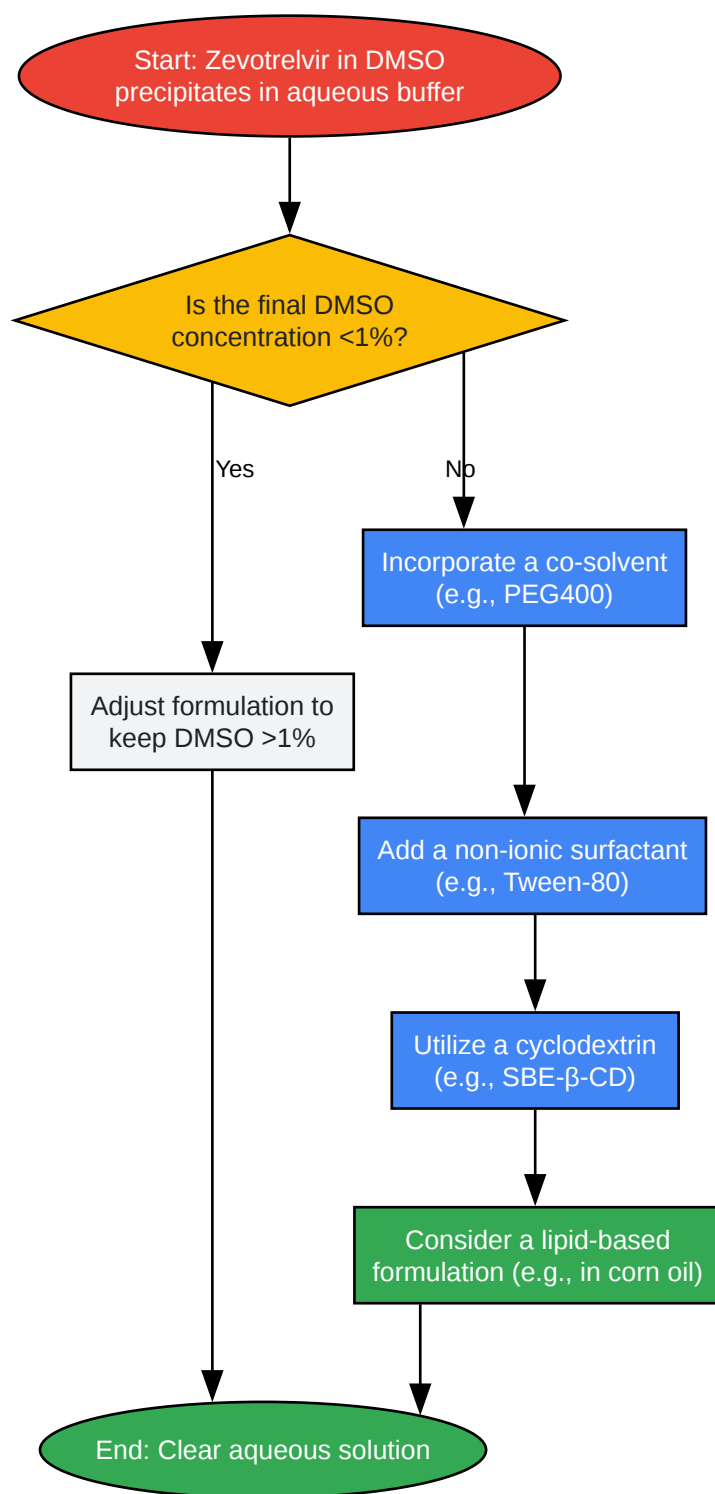 Start: Zevotrelvir in DMSO
precipitates in aqueous buffer
Is the final DMSO
concentration <1%?
Yes
No
Incorporate a co-solvent
(e.g., PEG400)
Adjust formulation to
keep DMSO >1%
Add a non-ionic surfactant
(e.g., Tween-80)
Utilize a cyclodextrin
(e.g., SBE-β-CD)
Consider a lipid-based
formulation (e.g., in corn oil)
End: Clear aqueous solution